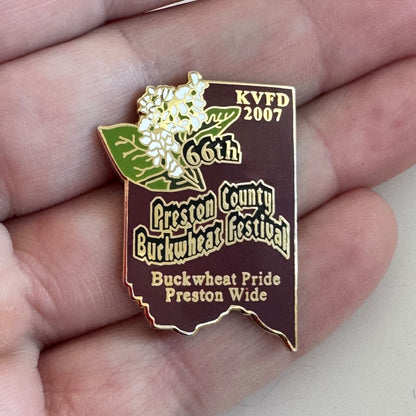 KVFD
2007
66th
Preston County
Buckwheat Festival
Buckwheat Pride
Preston Wide